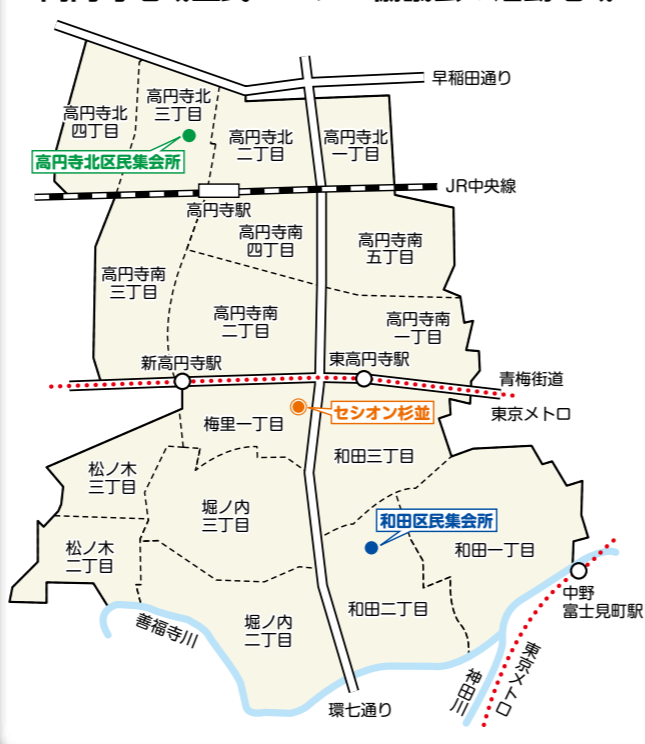 早稲田通り
高円寺北
四丁目
高円寺北
三丁目
高円寺北
二丁目
高円寺北
一丁目
高円寺北区民集会所
JR中央線
高円寺駅
高円寺南
四丁目
高円寺南
五丁目
高円寺南
三丁目
高円寺南
二丁目
高円寺南
一丁目
新高円寺駅
東高円寺駅
青梅街道
東京メトロ
セシオン杉並
梅里一丁目
和田三丁目
松ノ木
三丁目
堀ノ内
三丁目
和田区民集会所
松ノ木
二丁目
和田一丁目
中野
富士見町駅
和田二丁目
堀ノ内
二丁目
善福寺川
東京メトロ
神田川
環七通り